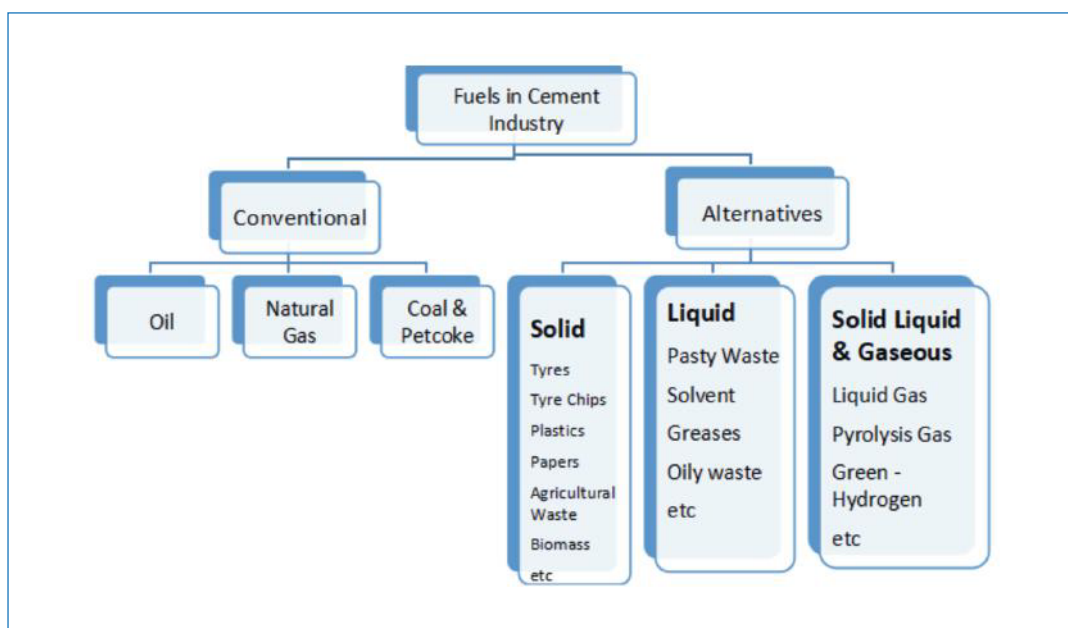 Fuels in Cement
Industry
Conventional
Alternatives
Oil
Natural
Gas
Coal &
Petcoke
Solid
Tyres
Tyre Chips
Plastics
Papers
Agricultural
Waste
Biomass
etc
Liquid
Pasty Waste
Solvent
Greases
Oily waste
etc
Solid Liquid
& Gaseous
Liquid Gas
Pyrolysis Gas
Green -
Hydrogen
etc